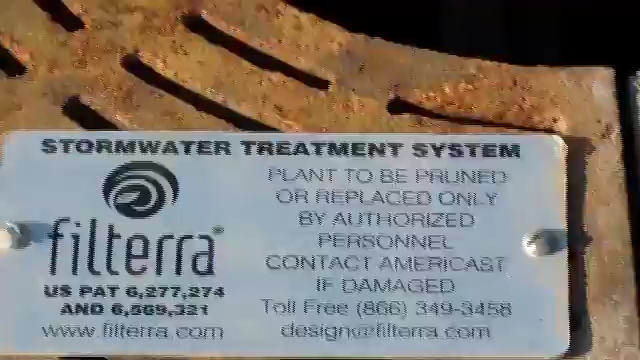 STORMWATER TREATMENT SYSTEM
filterra®
US PAT 6,277,274
AND 6,569,321
www.filterra.com
PLANT TO BE PRUNED
OR REPLACED ONLY
BY AUTHORIZED
PERSONNEL
CONTACT AMERICAST
IF DAMAGED
Toll Free (866) 349-3458
design@filterra.com